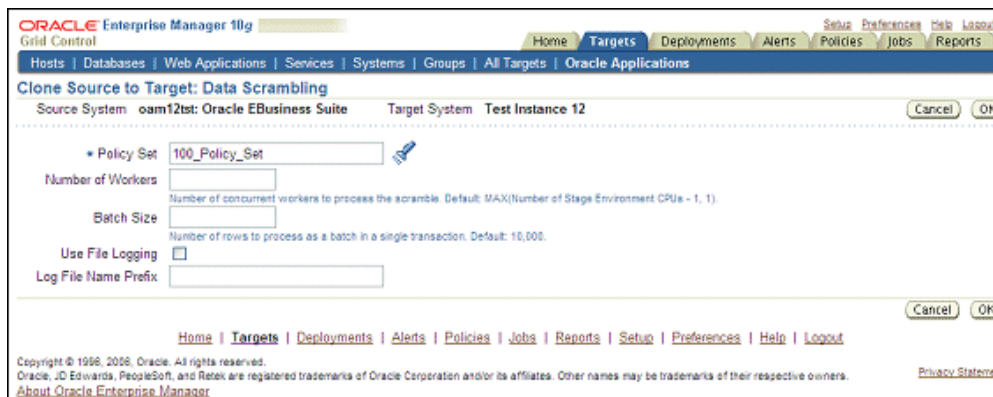 ORACLE Enterprise Manager 10g
Grid Control
Setup Preferences Help Logout
Home Targets Deployments Alerts Policies Jobs Reports
Hosts | Databases | Web Applications | Services | Systems | Groups | All Targets | Oracle Applications
Clone Source to Target: Data Scrambling
Source System oam12tst: Oracle EBusiness Suite Target System Test Instance 12
Cancel OK
* Policy Set 100_Policy_Set
Number of Workers
Number of concurrent workers to process the scramble. Default: MAX(Number of Stage Environment CPUs - 1, 1).
Batch Size
Number of rows to process as a batch in a single transaction. Default: 10,000.
Use File Logging
Log File Name Prefix
Cancel OK
Home | Targets | Deployments | Alerts | Policies | Jobs | Reports | Setup | Preferences | Help | Logout
Copyright © 1996, 2006, Oracle. All rights reserved.
Oracle, JD Edwards, PeopleSoft, and Retek are registered trademarks of Oracle Corporation and/or its affiliates. Other names may be trademarks of their respective owners.
Privacy Stateme
About Oracle Enterprise Manager